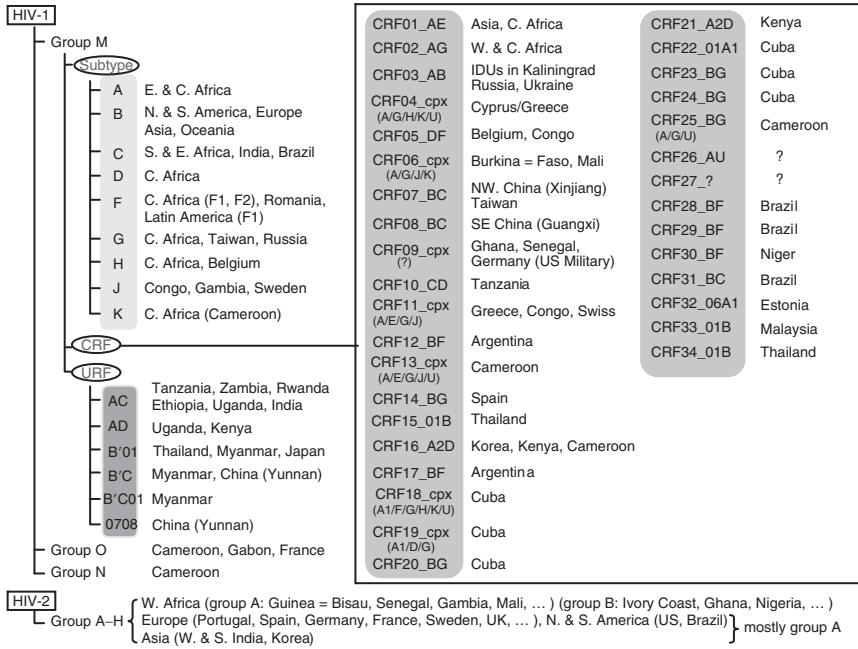 HIV-1
Group M
Subtype
A E. & C. Africa
B N. & S. America, Europe
Asia, Oceania
C S. & E. Africa, India, Brazil
D C. Africa
F C. Africa (F1, F2), Romania,
Latin America (F1)
G C. Africa, Taiwan, Russia
H C. Africa, Belgium
J Congo, Gambia, Sweden
K C. Africa (Cameroon)
CRF
URF
AC Tanzania, Zambia, Rwanda
Ethiopia, Uganda, India
AD Uganda, Kenya
B′01 Thailand, Myanmar, Japan
B′C Myanmar, China (Yunnan)
B′C01 Myanmar
0708 China (Yunnan)
Group O Cameroon, Gabon, France
Group N Cameroon
CRF01_AE Asia, C. Africa
CRF02_AG W. & C. Africa
CRF03_AB IDUs in Kaliningrad
Russia, Ukraine
CRF04_cpx Cyprus/Greece
(A/G/H/K/U)
CRF05_DF Belgium, Congo
CRF06_cpx Burkina = Faso, Mali
(A/G/J/K)
CRF07_BC NW. China (Xinjiang)
Taiwan
CRF08_BC SE China (Guangxi)
CRF09_cpx Ghana, Senegal,
(?) Germany (US Military)
CRF10_CD Tanzania
CRF11_cpx Greece, Congo, Swiss
(A/E/G/J)
CRF12_BF Argentina
CRF13_cpx Cameroon
(A/E/G/J/U)
CRF14_BG Spain
CRF15_01B Thailand
CRF16_A2D Korea, Kenya, Cameroon
CRF17_BF Argentina
CRF18_cpx Cuba
(A1/F/G/H/K/U)
CRF19_cpx Cuba
(A1/D/G)
CRF20_BG Cuba
CRF21_A2D Kenya
CRF22_01A1 Cuba
CRF23_BG Cuba
CRF24_BG Cuba
CRF25_BG Cameroon
(A/G/U)
CRF26_AU ?
CRF27_? ?
CRF28_BF Brazil
CRF29_BF Brazil
CRF30_BF Niger
CRF31_BC Brazil
CRF32_06A1 Estonia
CRF33_01B Malaysia
CRF34_01B Thailand
HIV-2
Group A–H
W. Africa (group A: Guinea = Bisau, Senegal, Gambia, Mali, … ) (group B: Ivory Coast, Ghana, Nigeria, … )
Europe (Portugal, Spain, Germany, France, Sweden, UK, … ), N. & S. America (US, Brazil)
Asia (W. & S. India, Korea)
mostly group A